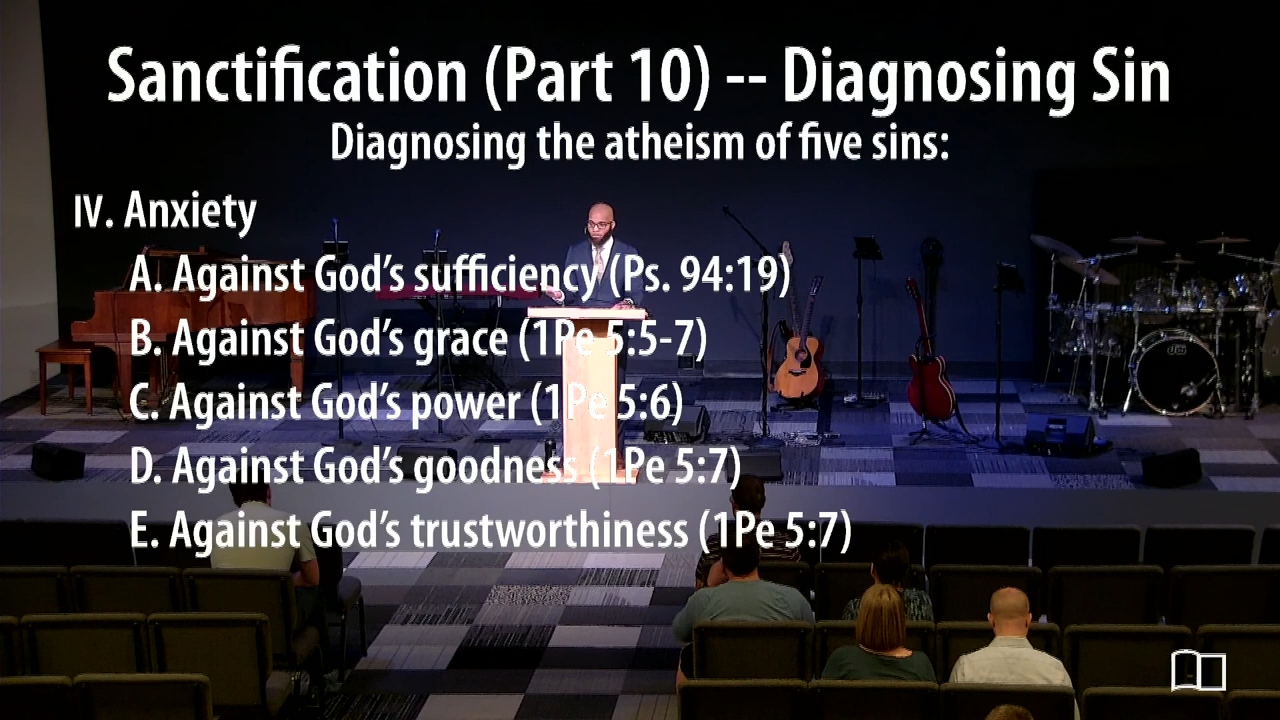 Sanctification (Part 10) -- Diagnosing Sin
Diagnosing the atheism of five sins:
IV. Anxiety
A. Against God’s sufficiency (Ps. 94:19)
B. Against God’s grace (1Pe 5:5-7)
C. Against God’s power (1Pe 5:6)
D. Against God’s goodness (1Pe 5:7)
E. Against God’s trustworthiness (1Pe 5:7)